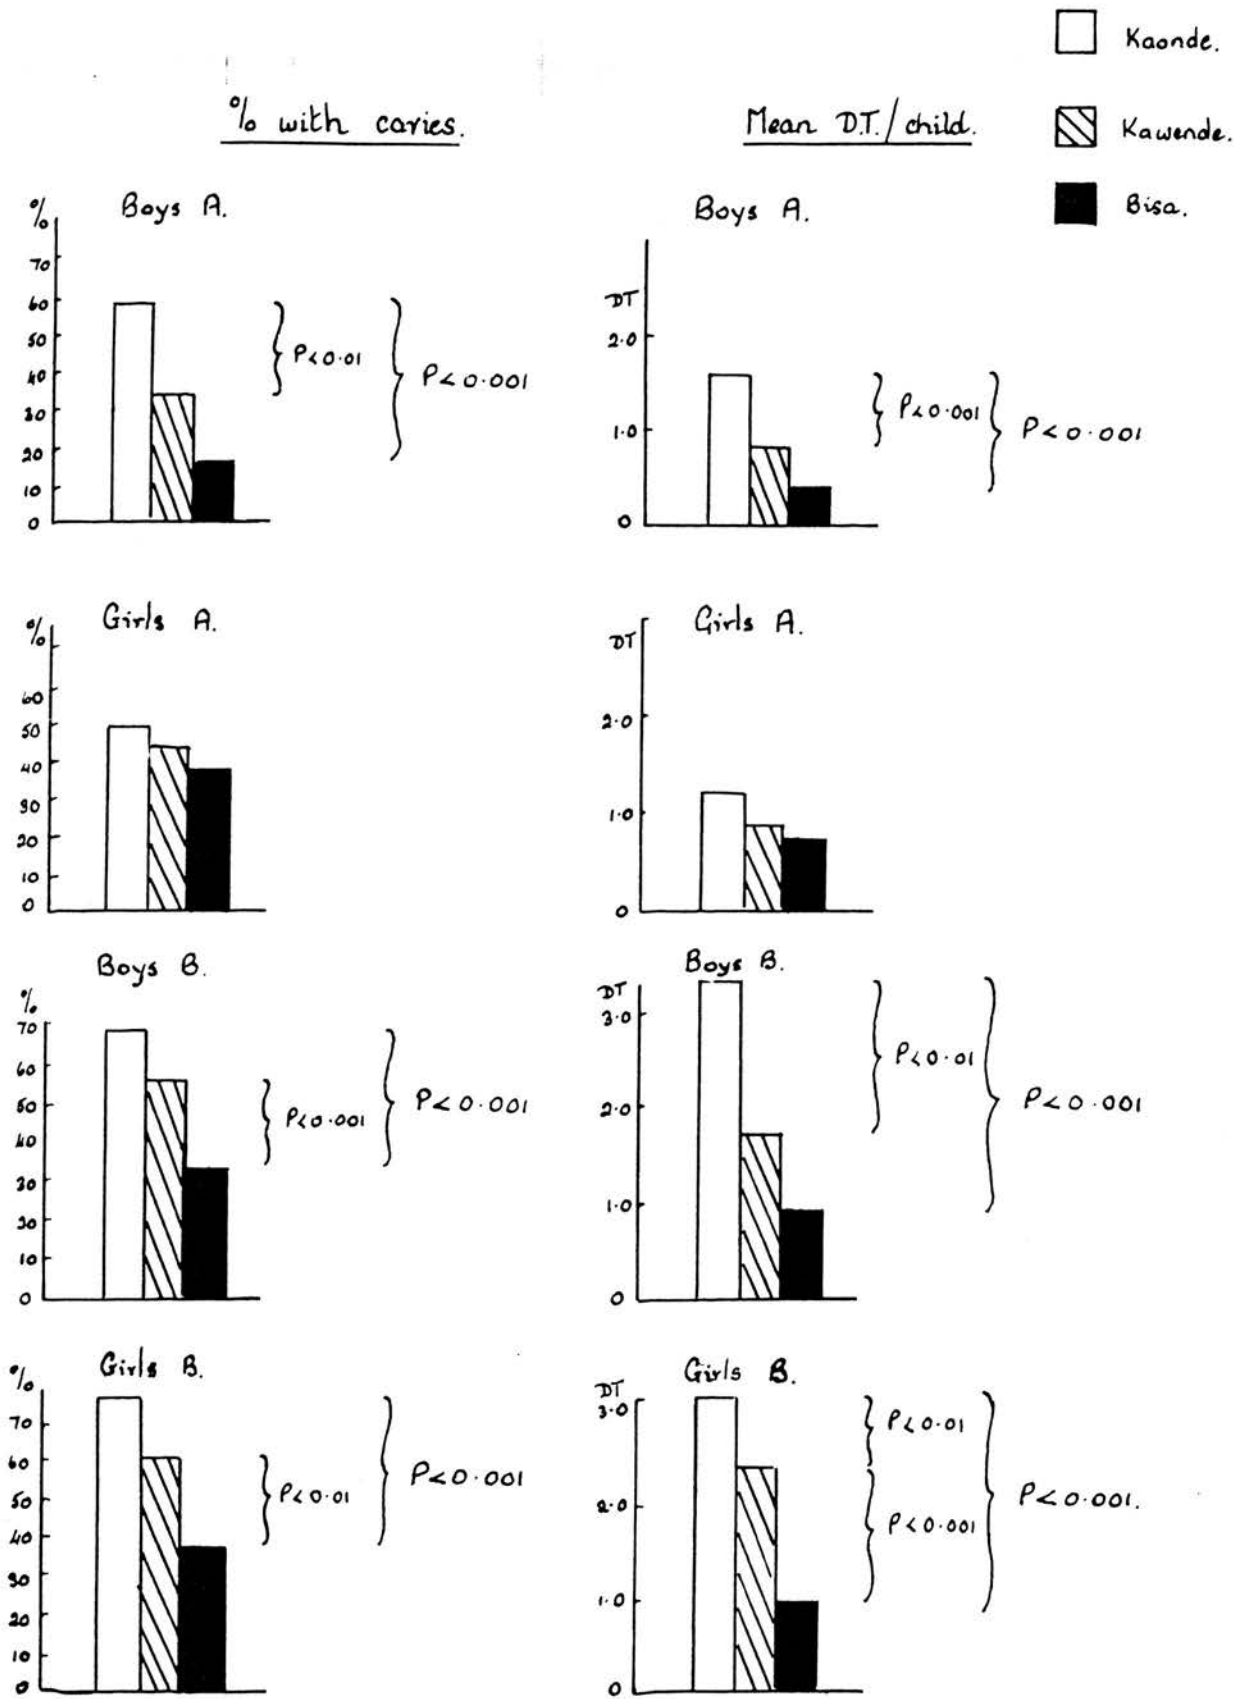 Kaonde.
% with caries.
Mean D.T./child.
Kawende.
Bisa.
% Boys A.
70
60
50
40
30
20
10
0
P<0.01
P<0.001
Boys A.
DT
2.0
1.0
0
P<0.001
P<0.001
% Girls A.
60
50
40
30
20
10
0
DT Girls A.
2.0
1.0
0
Boys B.
%
70
60
50
40
30
20
10
0
P<0.001
P<0.001
Boys B.
DT
3.0
2.0
1.0
0
P<0.01
P<0.001
% Girls B.
70
60
50
40
30
20
10
0
P<0.01
P<0.001
Girls B.
DT
3.0
2.0
1.0
0
P<0.01
P<0.001
P<0.001.